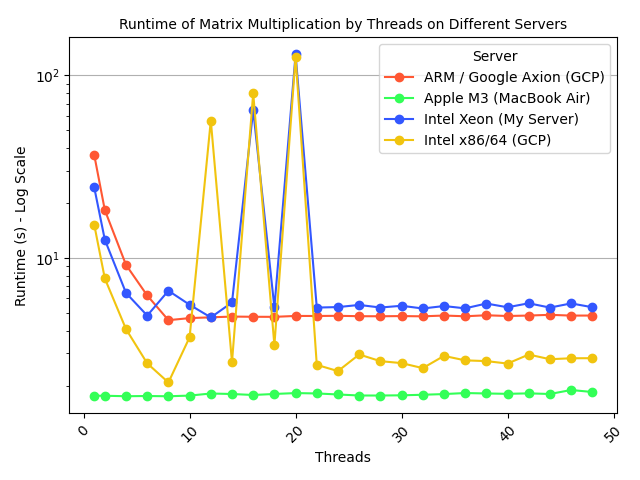 Runtime of Matrix Multiplication by Threads on Different Servers
Server
ARM / Google Axion (GCP)
Apple M3 (MacBook Air)
Intel Xeon (My Server)
Intel x86/64 (GCP)
Runtime (s) - Log Scale
10²
10¹
0
10
20
30
40
50
Threads